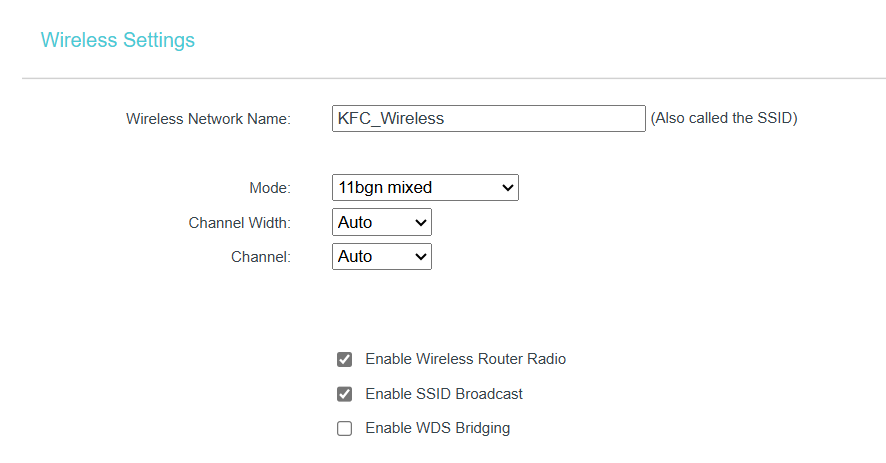 Wireless Settings
Wireless Network Name: KFC_Wireless (Also called the SSID)
Mode: 11bgn mixed
Channel Width: Auto
Channel: Auto
Enable Wireless Router Radio
Enable SSID Broadcast
Enable WDS Bridging